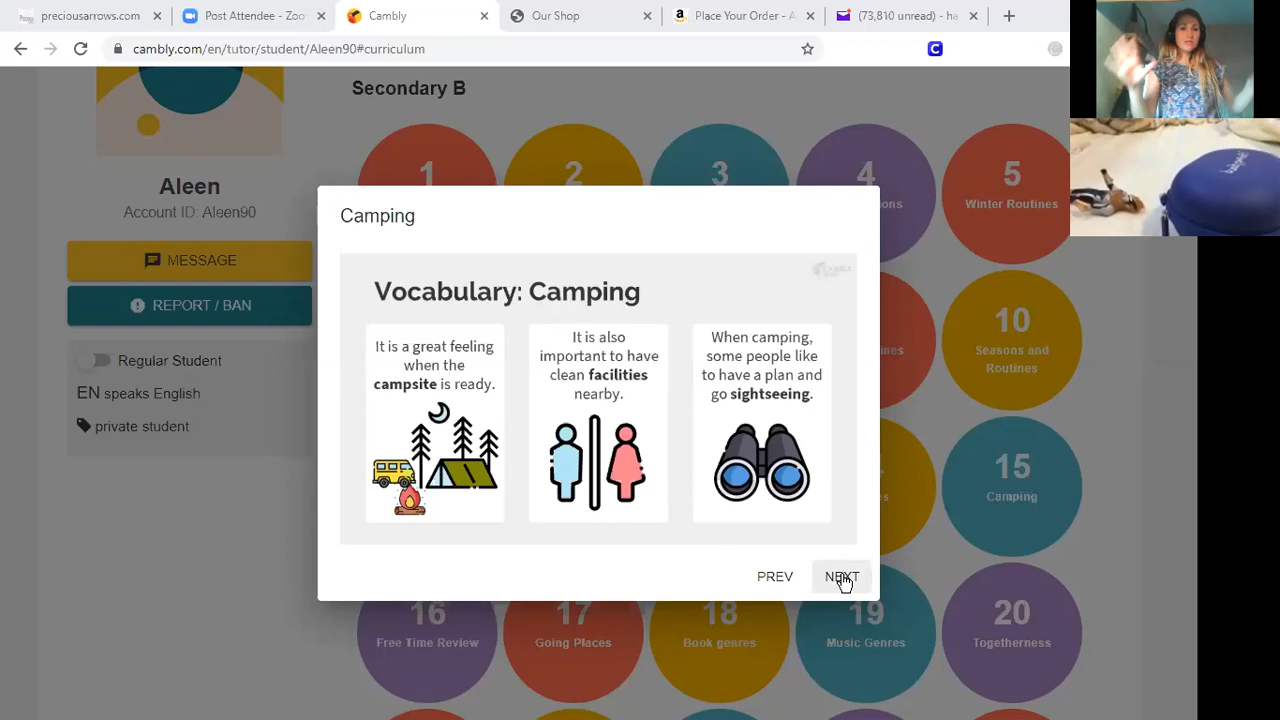 preciousarrows.com
Post Attendee - Zoo
Cambly
Our Shop
Place Your Order - A
(73,810 unread) - ha
cambly.com/en/tutor/student/Aleen90#curriculum
Secondary B
1
2
3
4
5
Winter Routines
Aleen
Account ID: Aleen90
MESSAGE
REPORT / BAN
Regular Student
EN speaks English
private student
Camping
Vocabulary: Camping
It is a great feeling
when the
campsite is ready.
It is also
important to have
clean facilities
nearby.
When camping,
some people like
to have a plan and
go sightseeing.
PREV
NEXT
10
Seasons and
Routines
15
Camping
16
Free Time Review
17
Going Places
18
Book genres
19
Music Genres
20
Togetherness